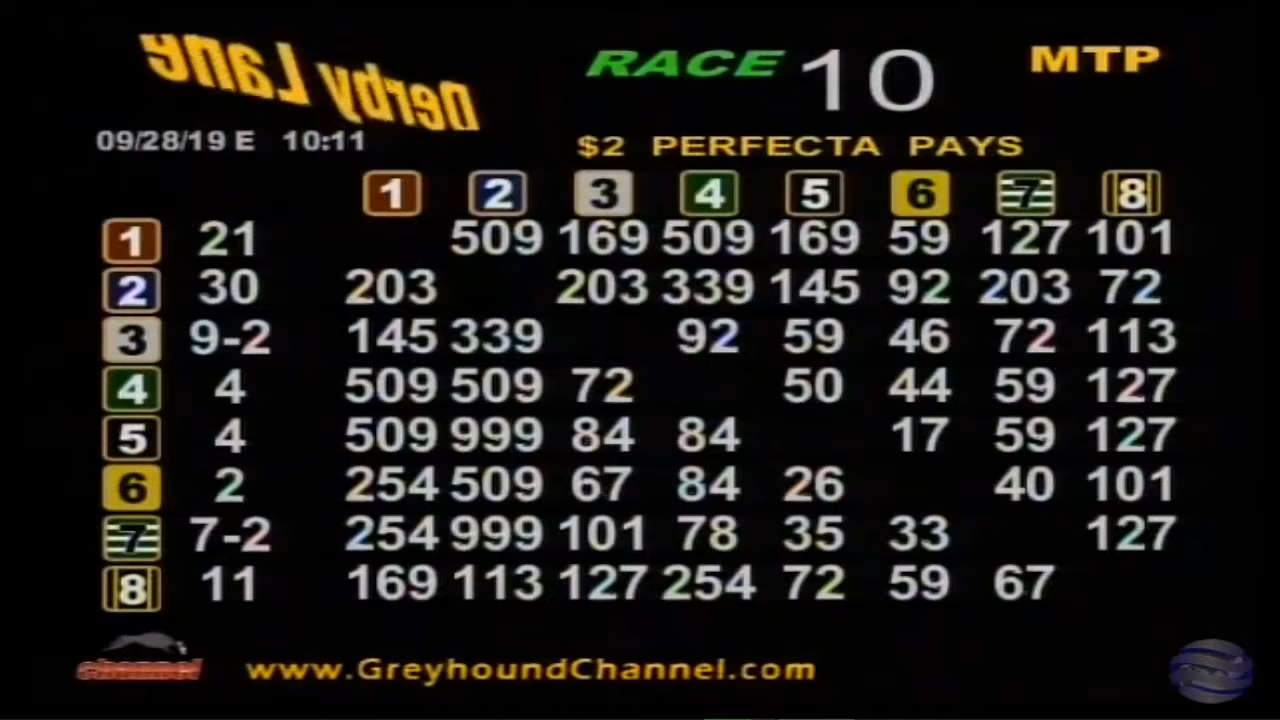 Derby Lane
RACE 10 MTP
09/28/19 E 10:11
$2 PERFECTA PAYS
1 2 3 4 5 6 7 8
1 21 509 169 509 169 59 127 101
2 30 203 203 339 145 92 203 72
3 9-2 145 339 92 59 46 72 113
4 4 509 509 72 50 44 59 127
5 4 509 999 84 84 17 59 127
6 2 254 509 67 84 26 40 101
7 7-2 254 999 101 78 35 33 127
8 11 169 113 127 254 72 59 67
channel www.GreyhoundChannel.com